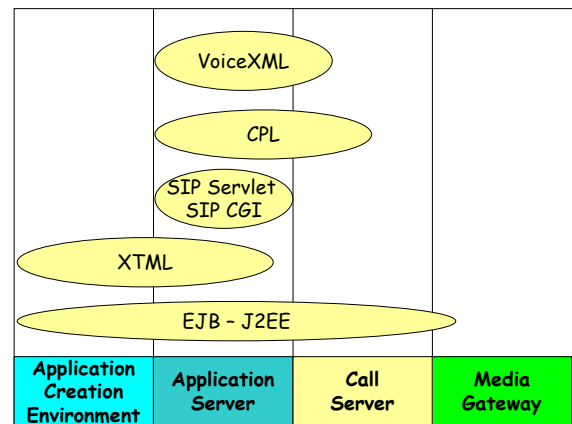 VoiceXML
CPL
SIP Servlet
SIP CGI
XTML
EJB – J2EE
Application
Creation
Environment
Application
Server
Call
Server
Media
Gateway